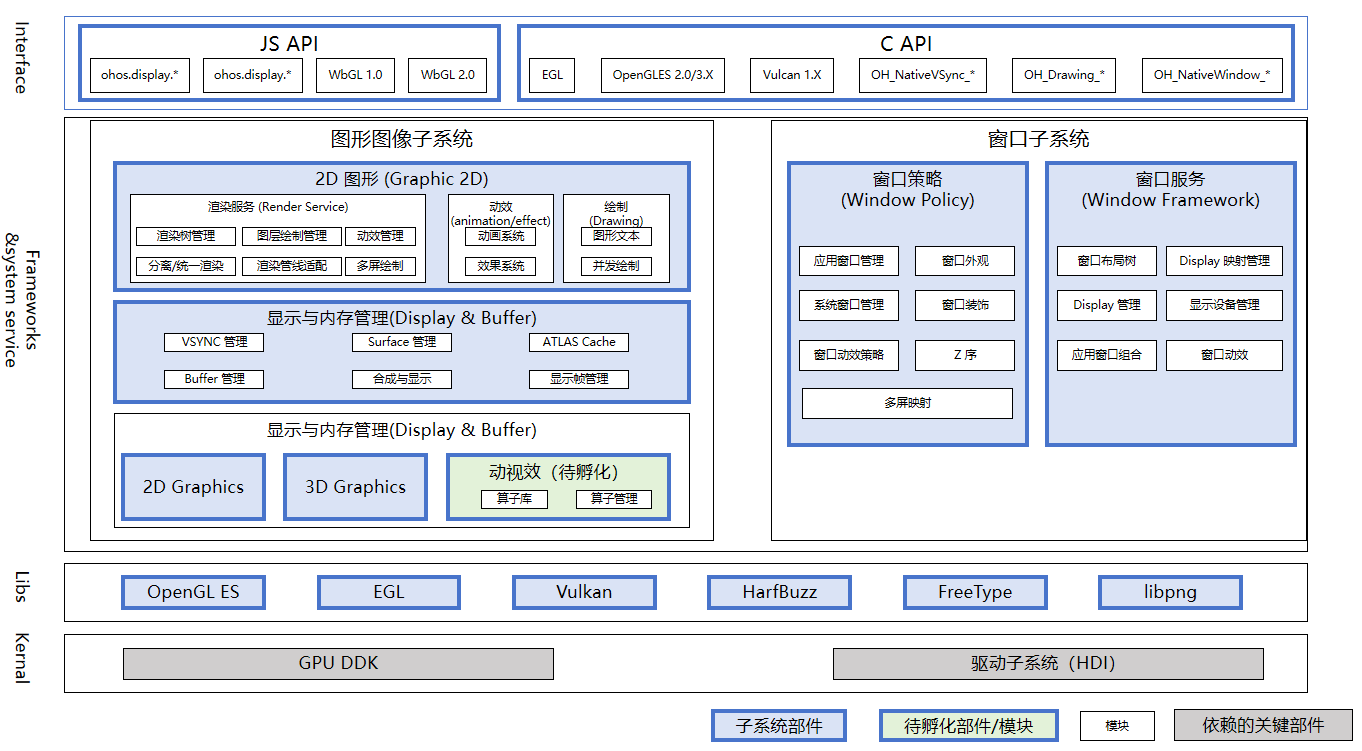 Interface
JS API
ohos.display.*
ohos.display.*
WbGL 1.0
WbGL 2.0
C API
EGL
OpenGLES 2.0/3.X
Vulcan 1.X
OH_NativeVSync_*
OH_Drawing_*
OH_NativeWindow_*
Frameworks
&system service
图形图像子系统
2D 图形 (Graphic 2D)
渲染服务 (Render Service)
渲染树管理
图层绘制管理
动效管理
分离/统一渲染
渲染管线适配
多屏绘制
动效
(animation/effect)
动画系统
效果系统
绘制
(Drawing)
图形文本
并发绘制
显示与内存管理(Display & Buffer)
VSYNC 管理
Surface 管理
ATLAS Cache
Buffer 管理
合成与显示
显示帧管理
显示与内存管理(Display & Buffer)
2D Graphics
3D Graphics
动视效（待孵化）
算子库
算子管理
窗口子系统
窗口策略
(Window Policy)
应用窗口管理
窗口外观
系统窗口管理
窗口装饰
窗口动效策略
Z 序
多屏映射
窗口服务
(Window Framework)
窗口布局树
Display 映射管理
Display 管理
显示设备管理
应用窗口组合
窗口动效
Libs
OpenGL ES
EGL
Vulkan
HarfBuzz
FreeType
libpng
Kernal
GPU DDK
驱动子系统（HDI）
子系统部件
待孵化部件/模块
模块
依赖的关键部件